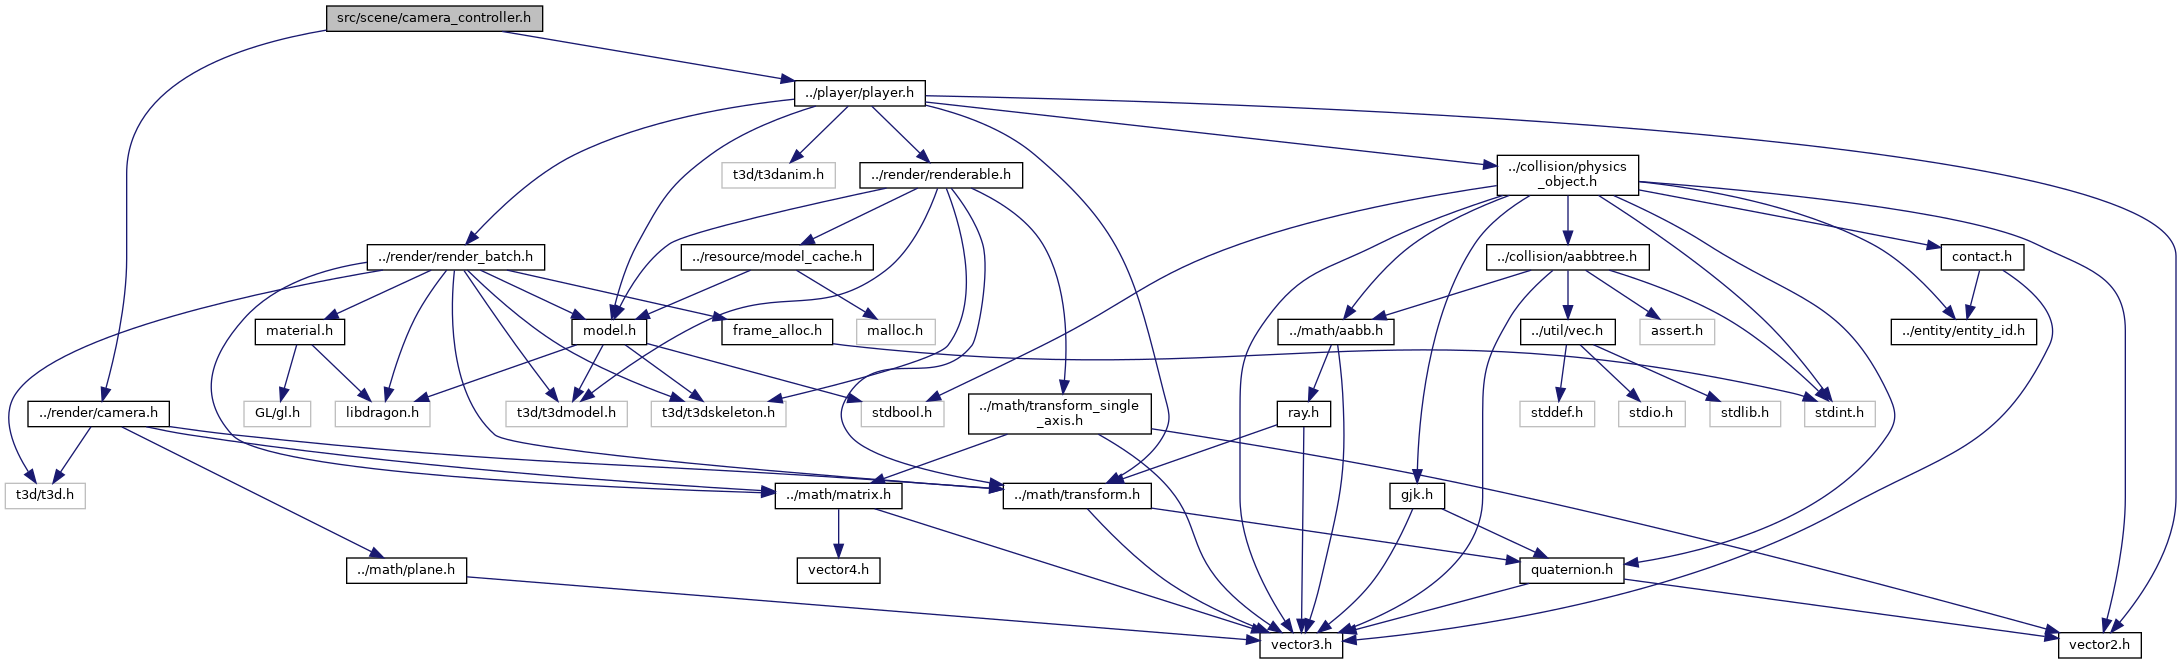 src/scene/camera_controller.h
../player/player.h
t3d/t3danim.h
../render/renderable.h
../collision/physics
_object.h
../render/render_batch.h
../resource/model_cache.h
../collision/aabbtree.h
contact.h
material.h
model.h
frame_alloc.h
malloc.h
../math/aabb.h
../util/vec.h
assert.h
../entity/entity_id.h
../render/camera.h
GL/gl.h
libdragon.h
t3d/t3dmodel.h
t3d/t3dskeleton.h
stdbool.h
../math/transform_single
_axis.h
ray.h
stddef.h
stdio.h
stdlib.h
stdint.h
t3d/t3d.h
../math/matrix.h
../math/transform.h
gjk.h
../math/plane.h
vector4.h
quaternion.h
vector3.h
vector2.h